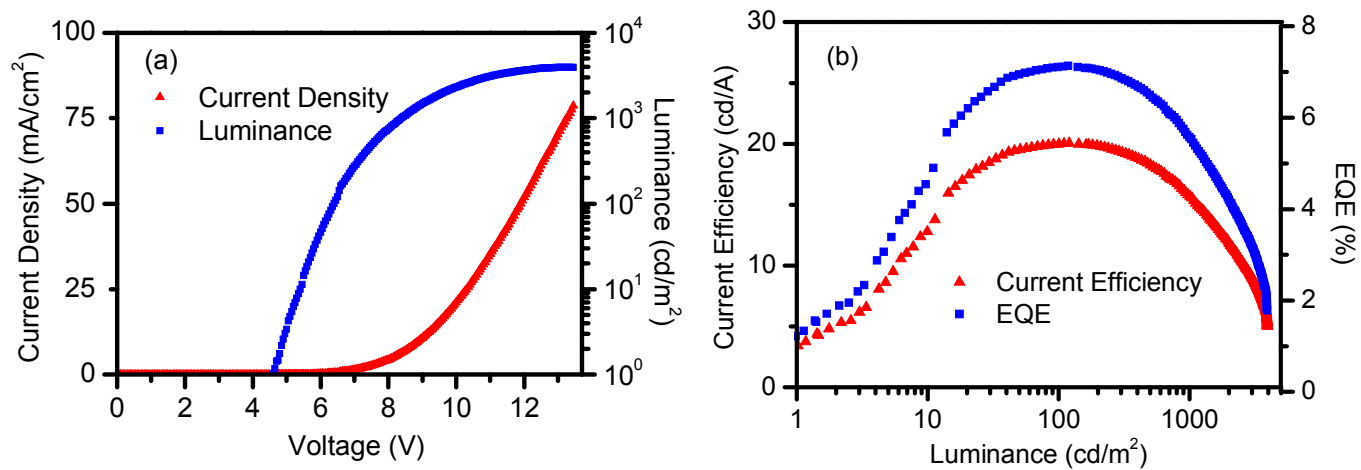 (a)
Current Density
Luminance
100
75
50
25
0
Current Density (mA/cm²)
0 2 4 6 8 10 12
Voltage (V)
10⁴
10³
10²
10¹
10⁰
Luminance (cd/m²)
(b)
Current Efficiency
EQE
30
20
10
0
Current Efficiency (cd/A)
1 10 100 1000
Luminance (cd/m²)
8
6
4
2
0
EQE (%)